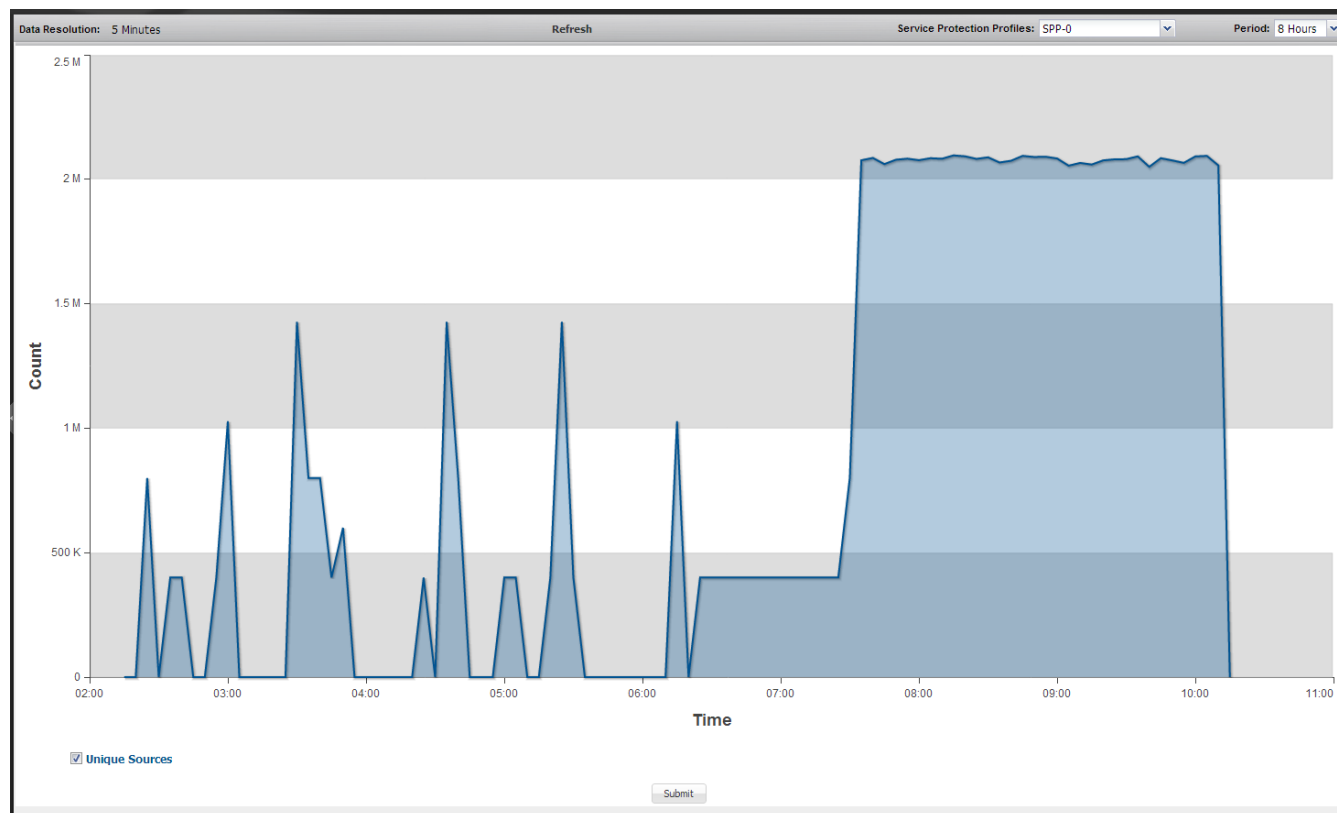 Data Resolution: 5 Minutes Refresh Service Protection Profiles: SPP-0 Period: 8 Hours
2.5 M
2 M
1.5 M
1 M
500 K
0
Count
02:00 03:00 04:00 05:00 06:00 07:00 08:00 09:00 10:00 11:00
Time
Unique Sources
Submit